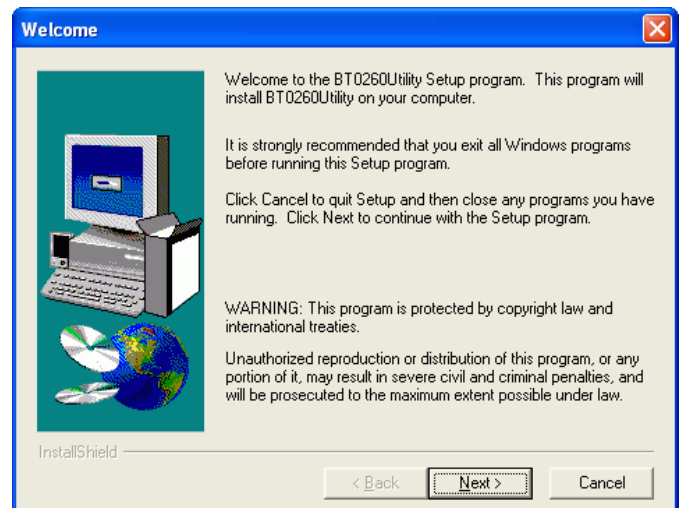 Welcome
Welcome to the BT0260Utility Setup program.  This program will
install BT0260Utility on your computer.
It is strongly recommended that you exit all Windows programs
before running this Setup program.
Click Cancel to quit Setup and then close any programs you have
running.  Click Next to continue with the Setup program.
WARNING: This program is protected by copyright law and
international treaties.
Unauthorized reproduction or distribution of this program, or any
portion of it, may result in severe civil and criminal penalties, and
will be prosecuted to the maximum extent possible under law.
InstallShield
< Back Next > Cancel